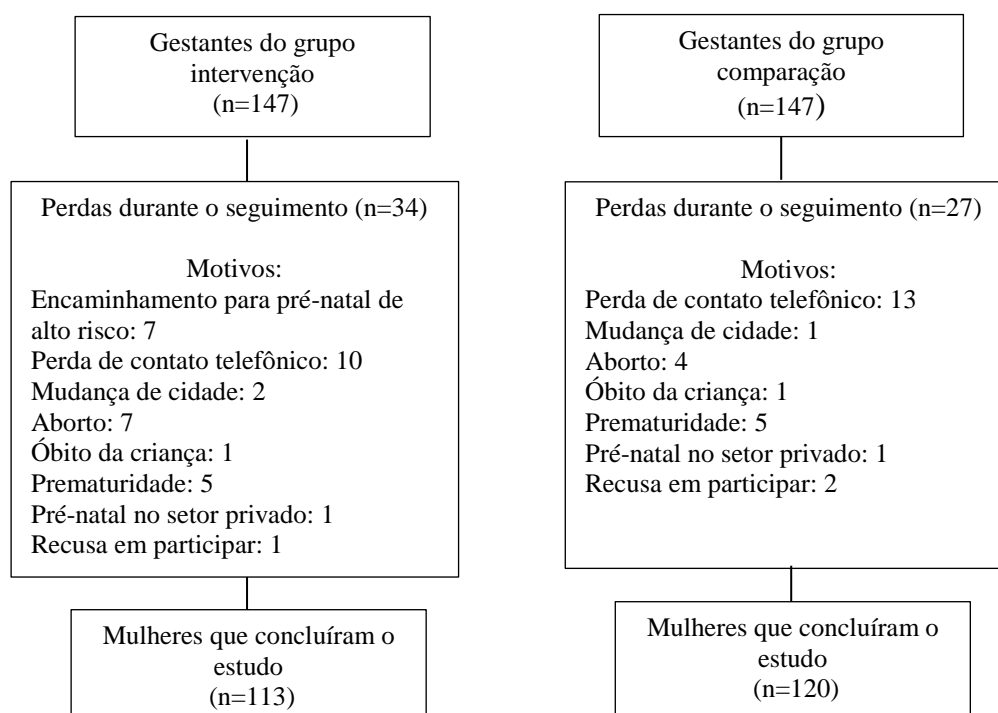 Gestantes do grupo
intervenção
(n=147)
Perdas durante o seguimento (n=34)
Motivos:
Encaminhamento para pré-natal de
alto risco: 7
Perda de contato telefônico: 10
Mudança de cidade: 2
Aborto: 7
Óbito da criança: 1
Prematuridade: 5
Pré-natal no setor privado: 1
Recusa em participar: 1
Mulheres que concluíram o
estudo
(n=113)
Gestantes do grupo
comparação
(n=147)
Perdas durante o seguimento (n=27)
Motivos:
Perda de contato telefônico: 13
Mudança de cidade: 1
Aborto: 4
Óbito da criança: 1
Prematuridade: 5
Pré-natal no setor privado: 1
Recusa em participar: 2
Mulheres que concluíram o
estudo
(n=120)